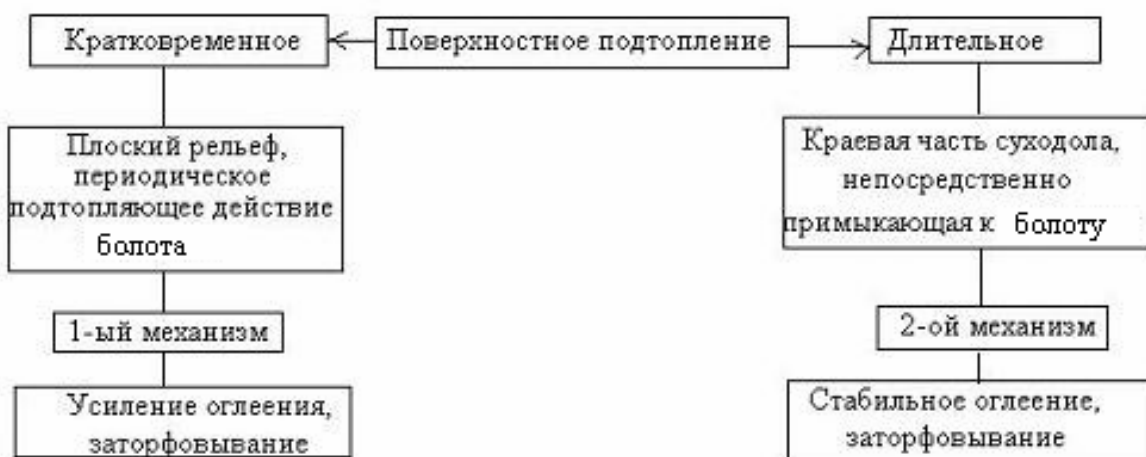 Кратковременное
Поверхностное подтопление
Длительное
Плоский рельеф,
периодическое
подтопляющее действие
болота
Краевая часть суходола,
непосредственно
примыкающая к болоту
1-ый механизм
2-ой механизм
Усиление оглеения,
заторфовывание
Стабильное оглеение,
заторфовывание